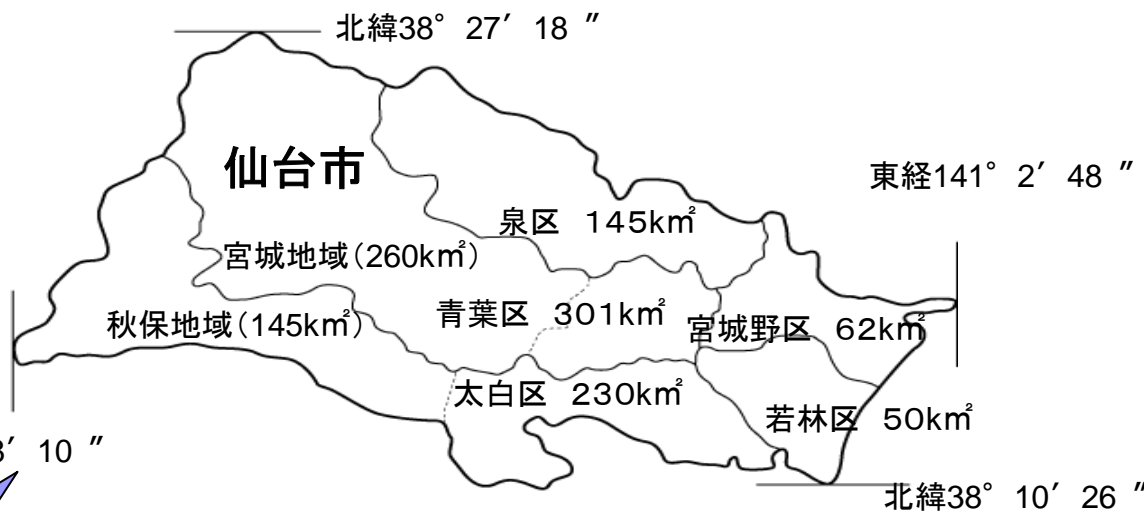 北緯38° 27′ 18 ″
仙台市
東経141° 2′ 48 ″
泉区 145k㎡
宮城地域(260k㎡)
青葉区 301k㎡
秋保地域(145k㎡)
宮城野区 62k㎡
太白区 230k㎡
若林区 50k㎡
′ 10 ″
北緯38° 10′ 26 ″